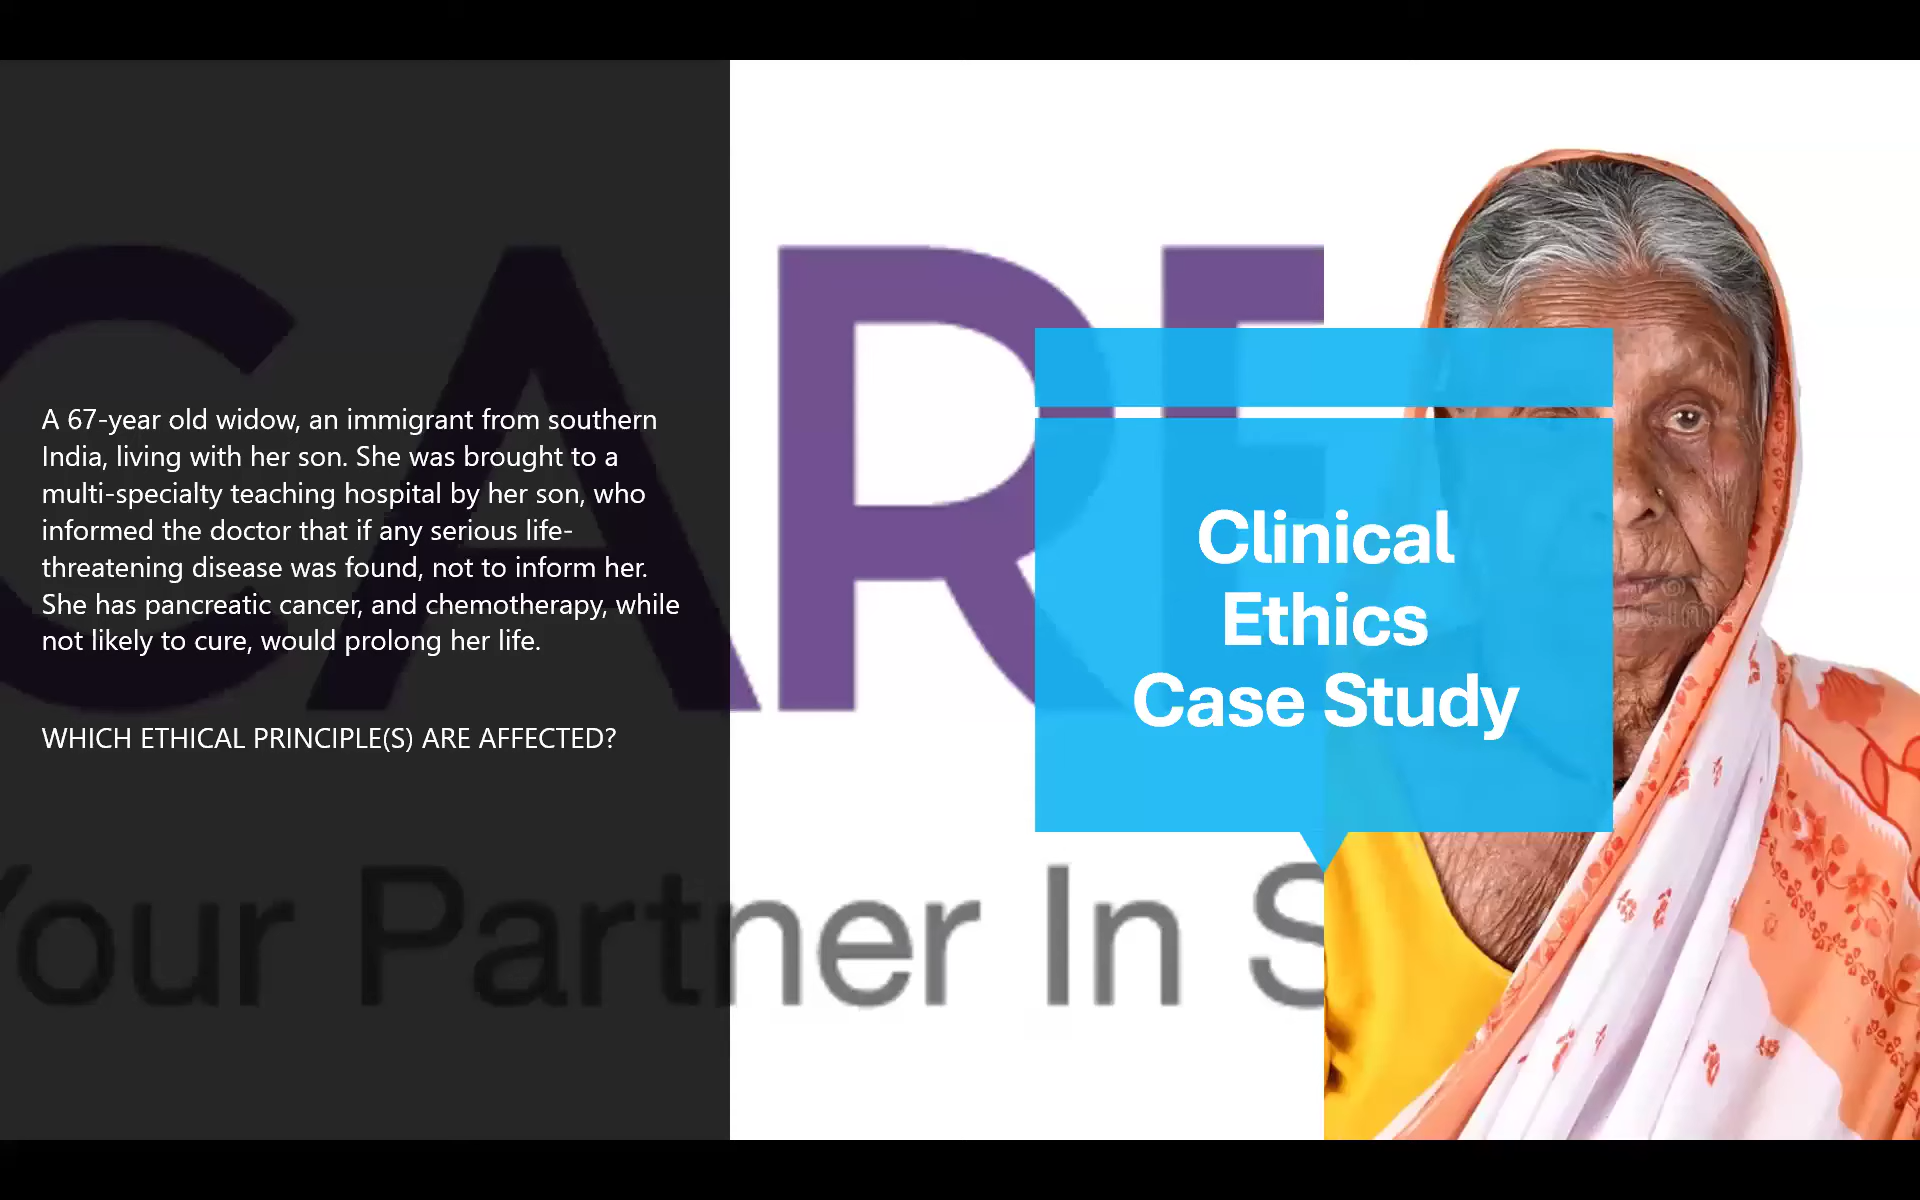 A 67-year old widow, an immigrant from southern
India, living with her son. She was brought to a
multi-specialty teaching hospital by her son, who
informed the doctor that if any serious life-
threatening disease was found, not to inform her.
She has pancreatic cancer, and chemotherapy, while
not likely to cure, would prolong her life.
WHICH ETHICAL PRINCIPLE(S) ARE AFFECTED?
CARE
Your Partner In S
Clinical
Ethics
Case Study